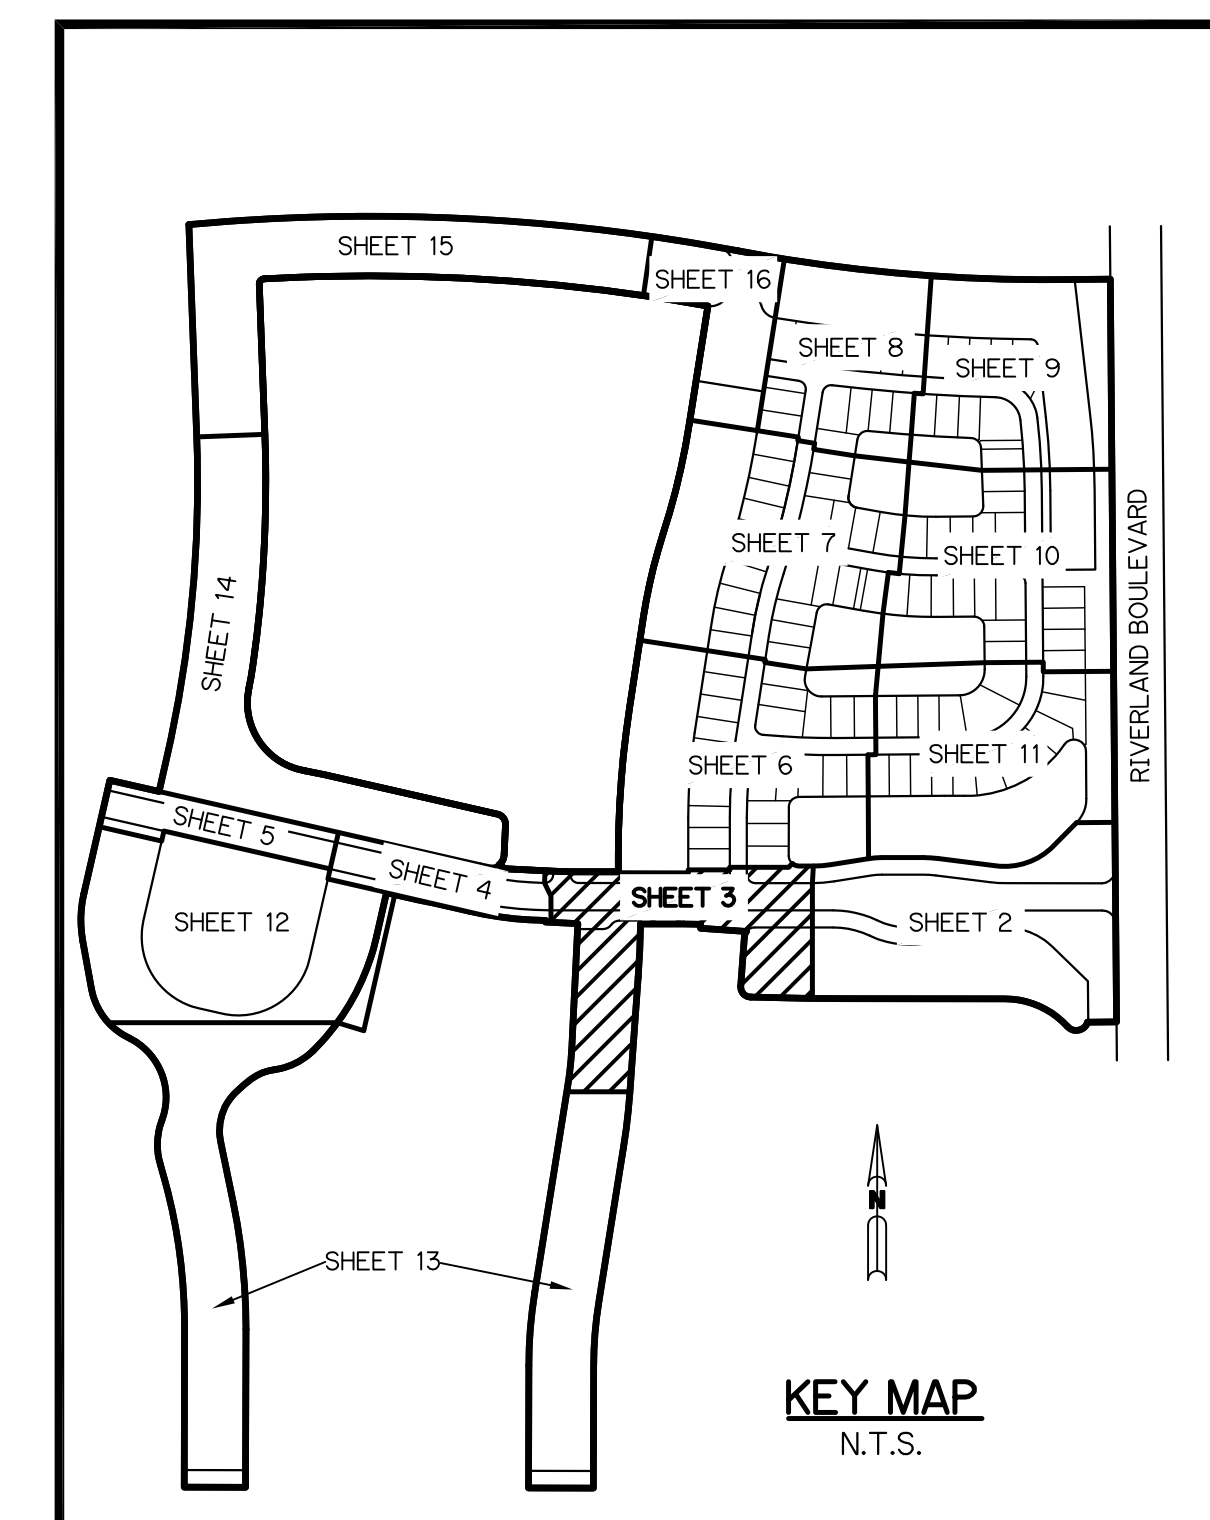 SHEET 15
SHEET 16
SHEET 8
SHEET 9
SHEET 7
SHEET 10
RIVERLAND BOULEVARD
SHEET 14
SHEET 6
SHEET 11
SHEET 5
SHEET 4
SHEET 3
SHEET 12
SHEET 2
N
SHEET 13
KEY MAP
N.T.S.